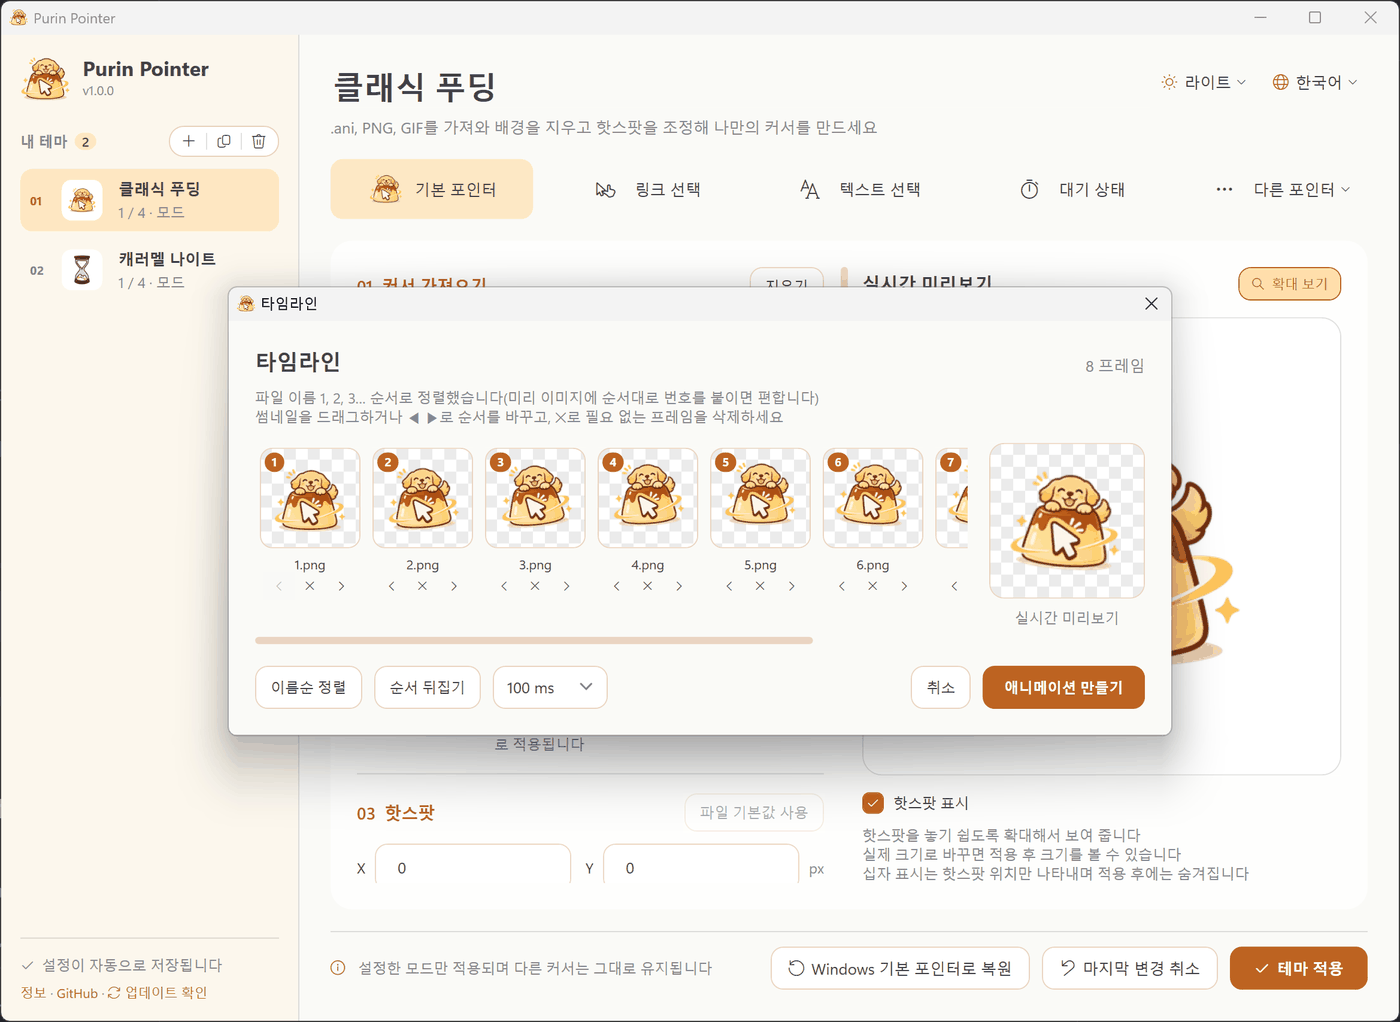 Purin Pointer
Purin Pointer
v1.0.0
내 테마 2
01 클래식 푸딩
1 / 4 · 모드
02 캐러멜 나이트
1 / 4 · 모드
설정이 자동으로 저장됩니다
정보 · GitHub · 업데이트 확인
클래식 푸딩
라이트
한국어
.ani, PNG, GIF를 가져와 배경을 지우고 핫스팟을 조정해 나만의 커서를 만드세요
기본 포인터
링크 선택
텍스트 선택
대기 상태
다른 포인터
01 커서 가져오기
지우기
실시간 미리보기
확대 보기
타임라인
타임라인
8 프레임
파일 이름 1, 2, 3... 순서로 정렬했습니다(미리 이미지에 순서대로 번호를 붙이면 편합니다)
썸네일을 드래그하거나 ◀ ▶로 순서를 바꾸고, ✕로 필요 없는 프레임을 삭제하세요
1 2 3 4 5 6 7
1.png 2.png 3.png 4.png 5.png 6.png
실시간 미리보기
이름순 정렬
순서 뒤집기
100 ms
취소
애니메이션 만들기
로 적용됩니다
03 핫스팟
파일 기본값 사용
X 0 Y 0 px
핫스팟 표시
핫스팟을 놓기 쉽도록 확대해서 보여 줍니다
실제 크기로 바꾸면 적용 후 크기를 볼 수 있습니다
십자 표시는 핫스팟 위치만 나타내며 적용 후에는 숨겨집니다
설정한 모드만 적용되며 다른 커서는 그대로 유지됩니다
Windows 기본 포인터로 복원
마지막 변경 취소
테마 적용